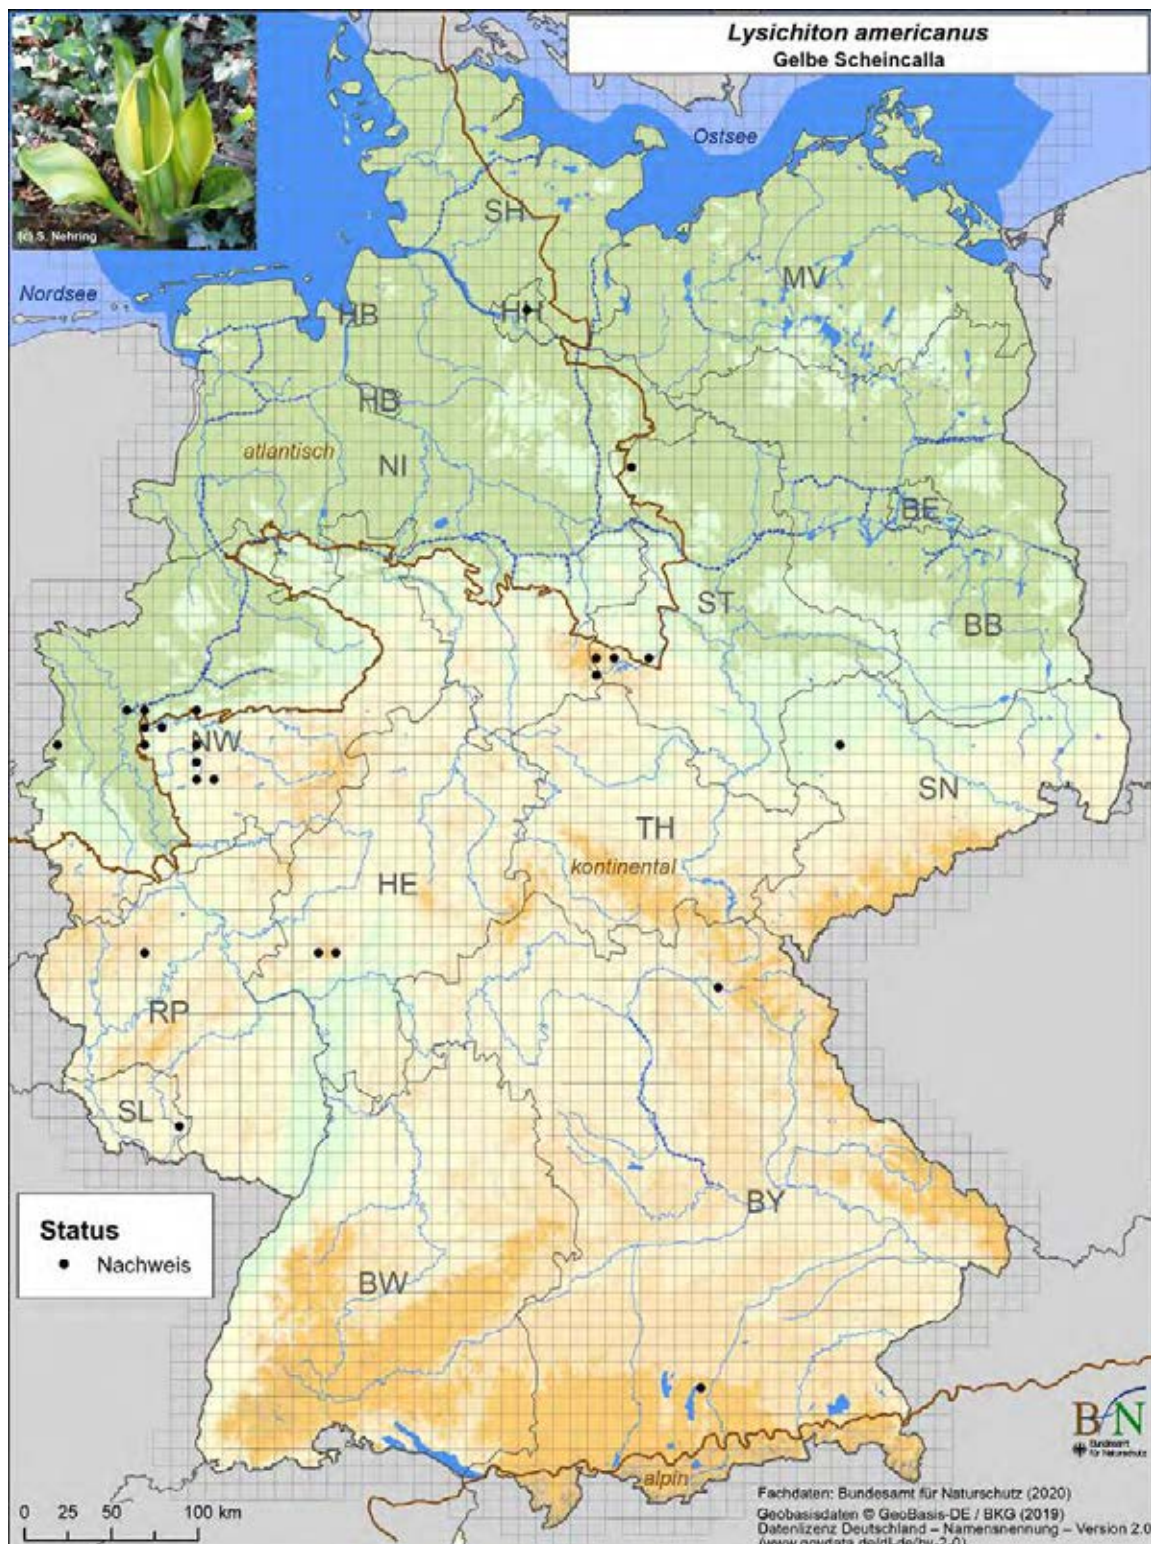 Lysichiton americanus
Gelbe Scheincalla
(c) S. Nehring
Ostsee
Nordsee
SH
MV
HB
HH
HB
atlantisch
NI
BE
ST
BB
NW
SN
TH
kontinental
HE
RP
SL
BY
BW
alpin
Status
Nachweis
0 25 50 100 km
BfN
Bundesamt
für Naturschutz
Fachdaten: Bundesamt für Naturschutz (2020)
Geobasisdaten © GeoBasis-DE / BKG (2019)
Datenlizenz Deutschland – Namensnennung – Version 2.0